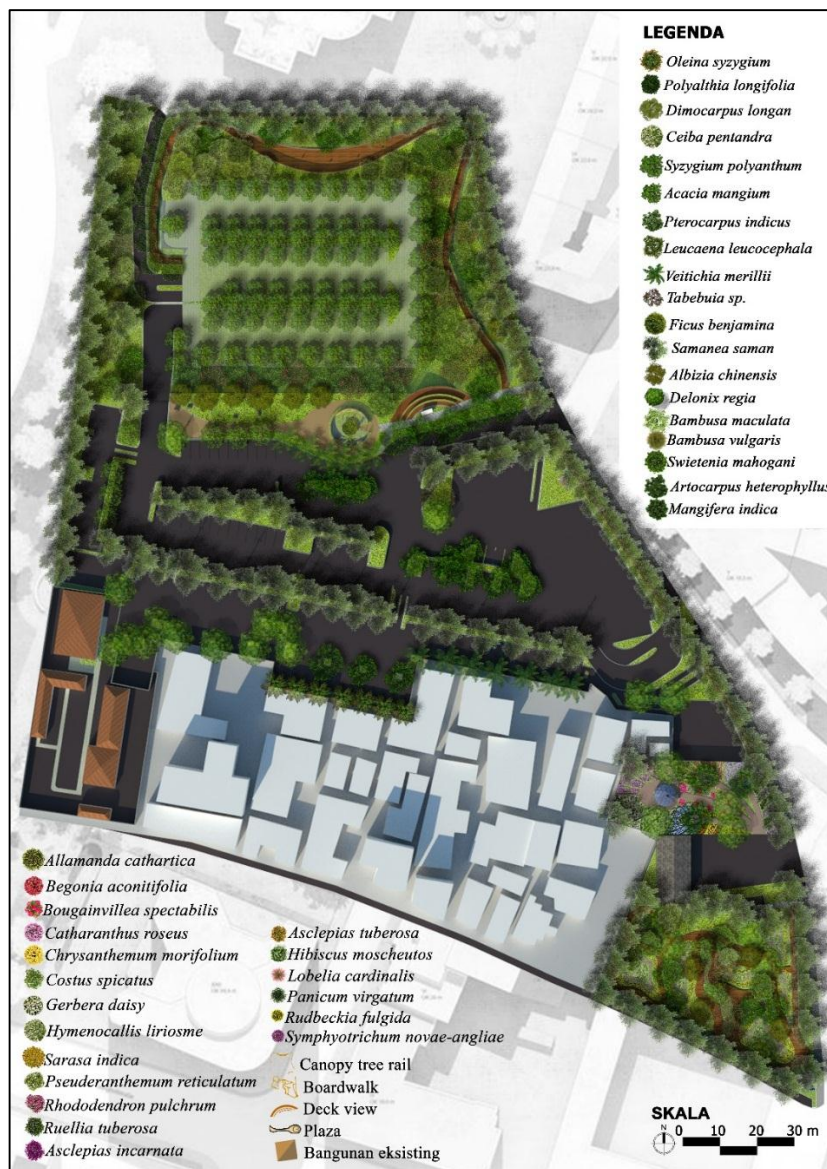 LEGENDA
Oleina syzygium
Polyalthia longifolia
Dimocarpus longan
Ceiba pentandra
Syzygium polyanthum
Acacia mangium
Pterocarpus indicus
Leucaena leucocephala
Veitichia merillii
Tabebuia sp.
Ficus benjamina
Samanea saman
Albizia chinensis
Delonix regia
Bambusa maculata
Bambusa vulgaris
Swietenia mahogani
Artocarpus heterophyllus
Mangifera indica
Allamanda cathartica
Begonia aconitifolia
Bougainvillea spectabilis
Catharanthus roseus
Chrysanthemum morifolium
Costus spicatus
Gerbera daisy
Hymenocallis liriosme
Sarasa indica
Pseuderanthemum reticulatum
Rhododendron pulchrum
Ruellia tuberosa
Asclepias incarnata
Asclepias tuberosa
Hibiscus moscheutos
Lobelia cardinalis
Panicum virgatum
Rudbeckia fulgida
Symphyotrichum novae-angliae
Canopy tree rail
Boardwalk
Deck view
Plaza
Bangunan eksisting
SKALA
N
0 10 20 30 m